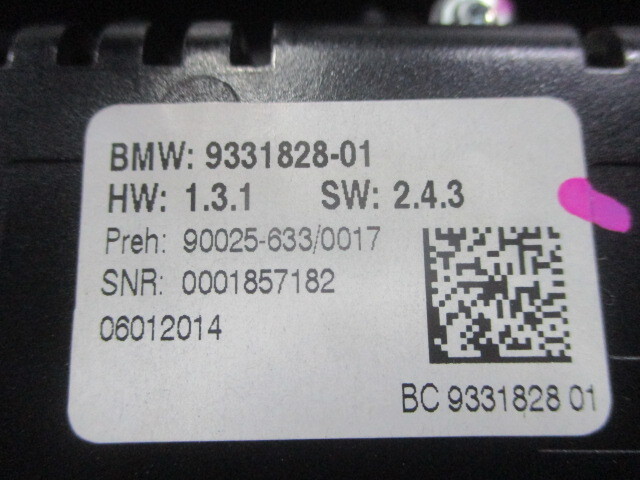 BMW: 9331828-01
HW: 1.3.1 SW: 2.4.3
Preh: 90025-633/0017
SNR: 0001857182
06012014
BC 9331828 01